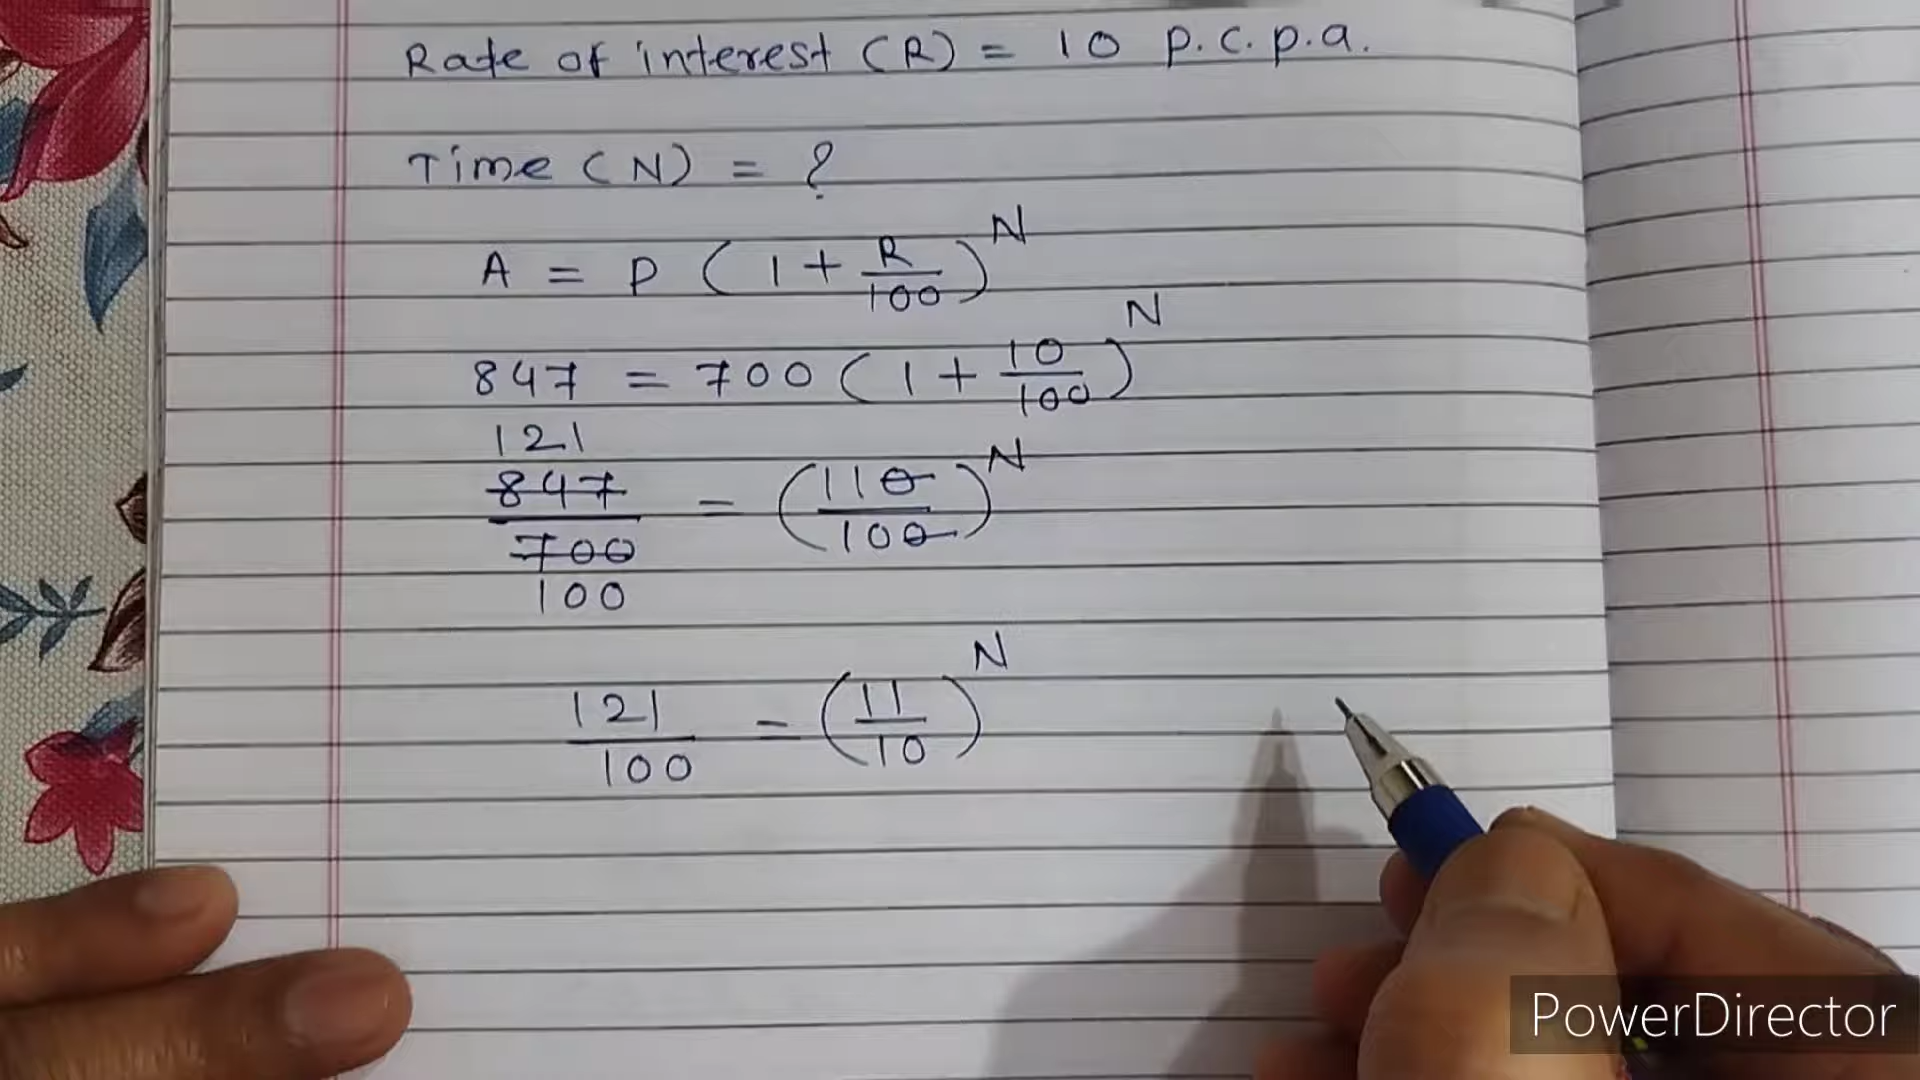 Rate of interest (R) = 10 p.c.p.a.
Time (N) = ?
A = P (1 + R/100)^N
847 = 700 (1 + 10/100)^N
121
847/700 = (110/100)^N
100
121/100 = (11/10)^N
PowerDirector